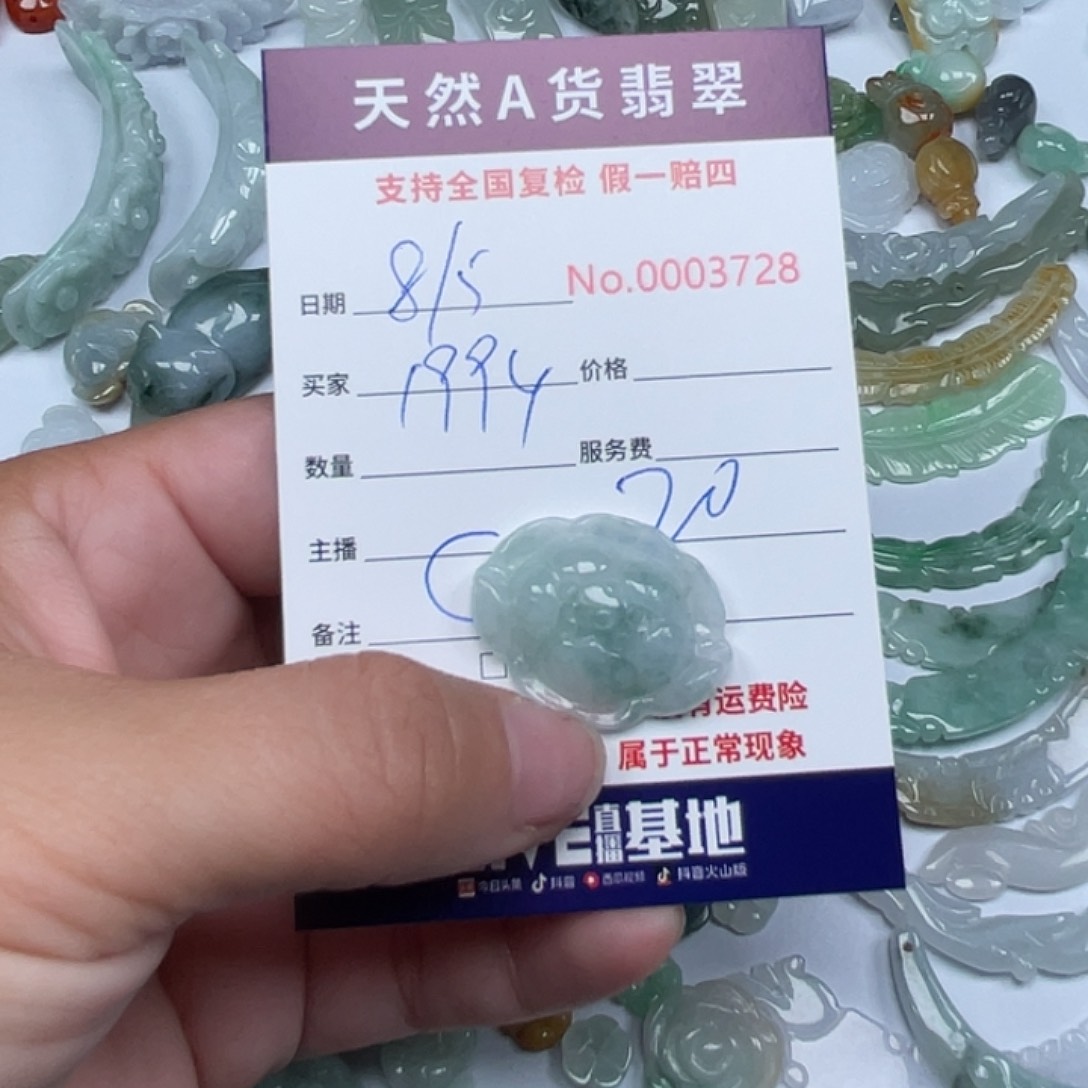 天然A货翡翠
支持全国复检 假一赔四
日期 8/5 No.0003728
买家 1994 价格
数量 服务费
主播
备注
运费险
属于正常现象
直播基地
今日头条 抖音 西瓜视频 抖音火山版